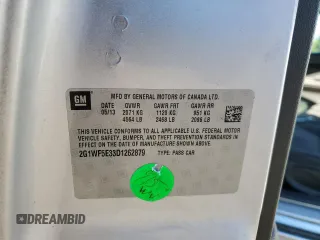 GM
MFD BY GENERAL MOTORS OF CANADA LTD.
DATE GVWR GAWR FRT GAWR RR
05/13 2071 KG 1120 KG 951 KG
4564 LB 2468 LB 2096 LB
THIS VEHICLE CONFORMS TO ALL APPLICABLE U.S. FEDERAL MOTOR
VEHICLE SAFETY, BUMPER, AND THEFT PREVENTION STANDARDS IN
EFFECT ON THE DATE OF MANUFACTURE SHOWN ABOVE.
2G1WF5E33D1262879 TYPE: PASS CAR
DREAMBID